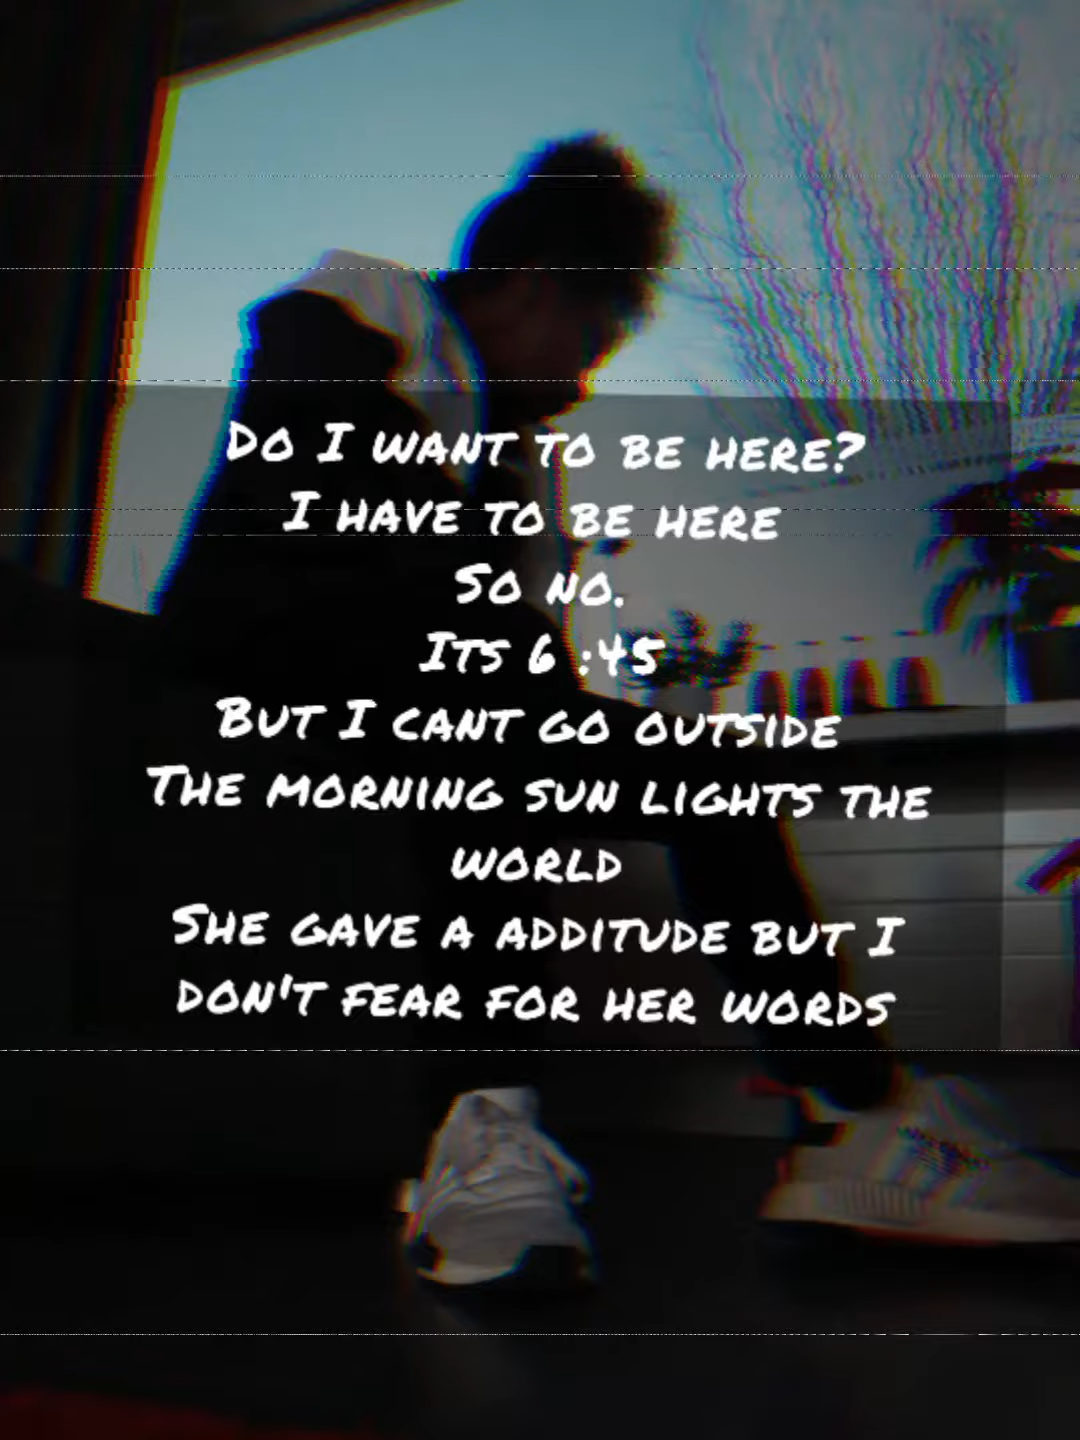 Do I want to be here?
I have to be here
So no.
Its 6 :45
But I cant go outside
The morning sun lights the
world
She gave a additude but I
don't fear for her words